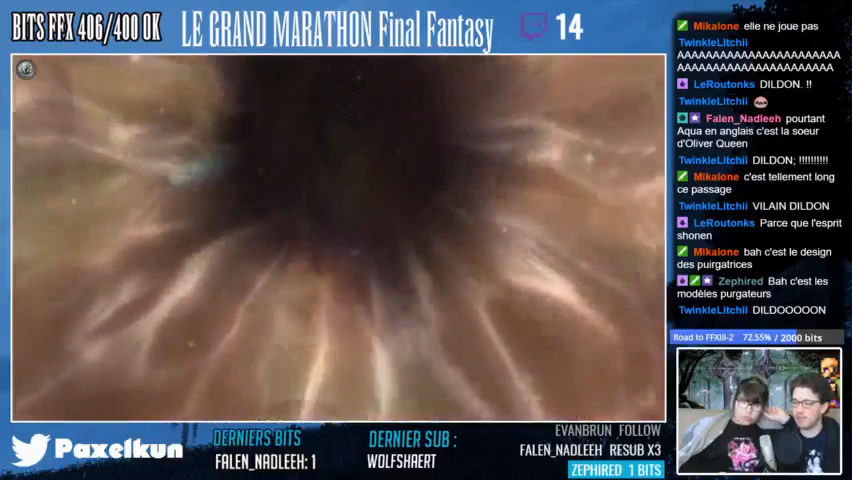 BITS FFX 406/400 OK
LE GRAND MARATHON Final Fantasy
14
Mikalone elle ne joue pas
TwinkleLitchii
AAAAAAAAAAAAAAAAAAAAAAAA
AAAAAAAAAAAAAAAAAAAAAAA
LeRoutonks DILDON. !!
TwinkleLitchii
Falen_Nadleeh pourtant
Aqua en anglais c'est la soeur
d'Oliver Queen
TwinkleLitchii DILDON; !!!!!!!!!!
Mikalone c'est tellement long
ce passage
TwinkleLitchii VILAIN DILDON
LeRoutonks Parce que l'esprit
shonen
Mikalone bah c'est le design
des puirgatrices
Zephired Bah c'est les
modèles purgateurs
TwinkleLitchii DILDOOOOON
Road to FFXIII-2 72.55% / 2000 bits
Paxelkun
DERNIERS BITS
FALEN_NADLEEH: 1
DERNIER SUB :
WOLFSHAERT
EVANBRUN FOLLOW
FALEN_NADLEEH RESUB X3
ZEPHIRED 1 BITS